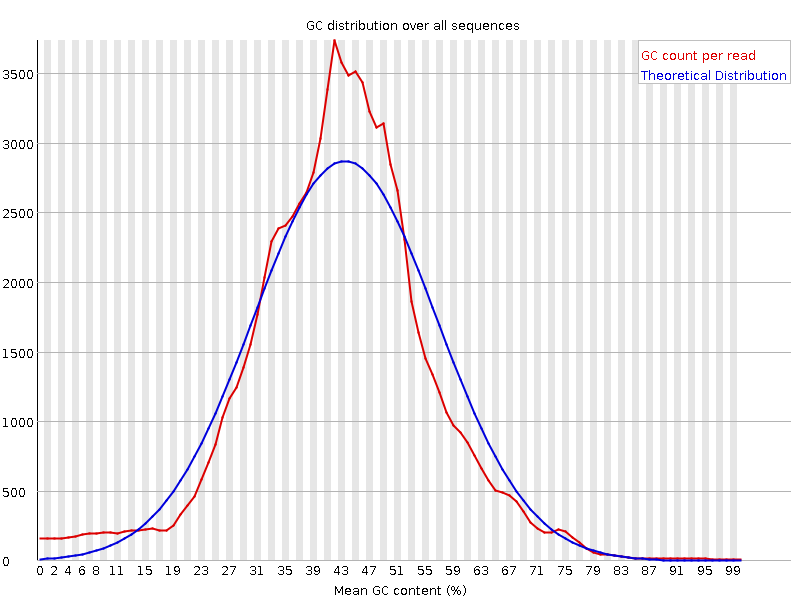 GC distribution over all sequences
GC count per read
Theoretical Distribution
3500
3000
2500
2000
1500
1000
500
0
0 2 4 6 8 11 15 19 23 27 31 35 39 43 47 51 55 59 63 67 71 75 79 83 87 91 95 99
Mean GC content (%)